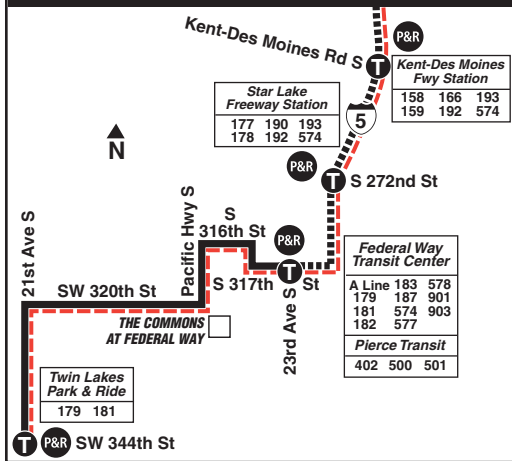 Kent-Des Moines Rd S
P&R
T
Kent-Des Moines
Fwy Station
158 166 193
159 192 574
Star Lake
Freeway Station
177 190 193
178 192 574
5
N
P&R
T
S 272nd St
21st Ave S
Pacific Hwy S
S
316th St
P&R
T
S 317th St
23rd Ave S
SW 320th St
THE COMMONS
AT FEDERAL WAY
Federal Way
Transit Center
A Line 183 578
179 187 901
181 574 903
182 577
Pierce Transit
402 500 501
Twin Lakes
Park & Ride
179 181
T
P&R
SW 344th St